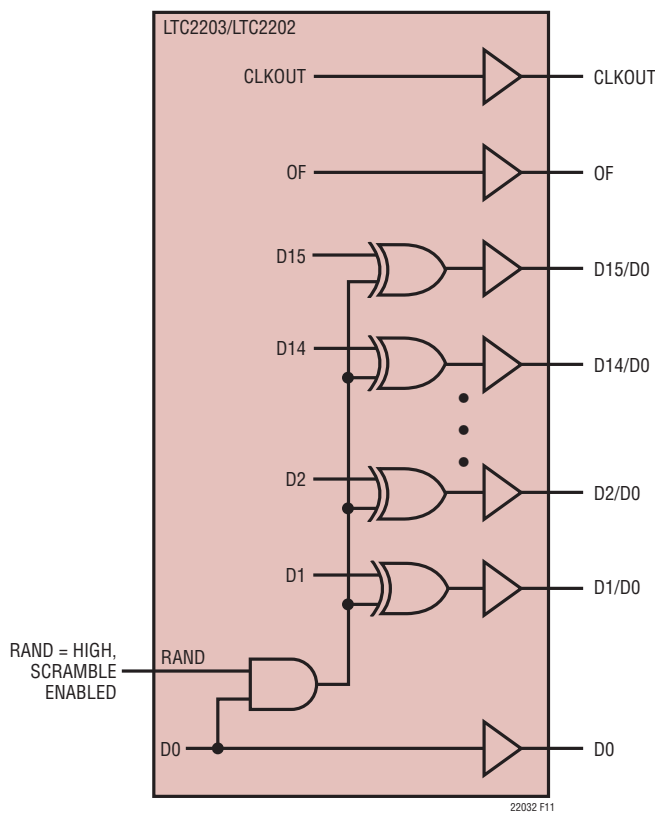 LTC2203/LTC2202
CLKOUT
CLKOUT
OF
OF
D15
D15/D0
D14
D14/D0
D2
D2/D0
D1
D1/D0
RAND = HIGH,
SCRAMBLE
ENABLED
RAND
D0
D0
22032 F11